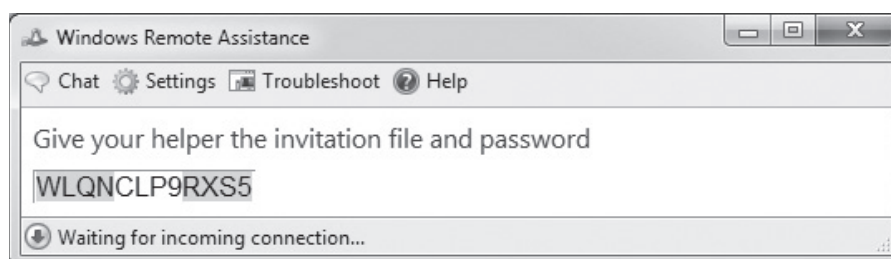 Windows Remote Assistance
Chat Settings Troubleshoot Help
Give your helper the invitation file and password
WLQNCLP9RXS5
Waiting for incoming connection...